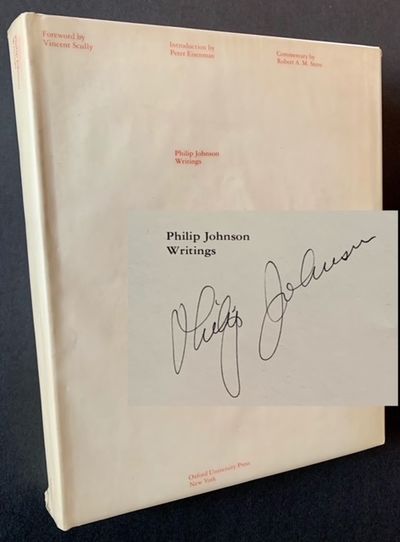 Foreword by
Vincent Scully
Introduction by
Peter Eisenman
Commentary by
Robert A. M. Stern
Philip Johnson
Writings
Philip Johnson
Writings
Philip Johnson
Oxford University Press
New York